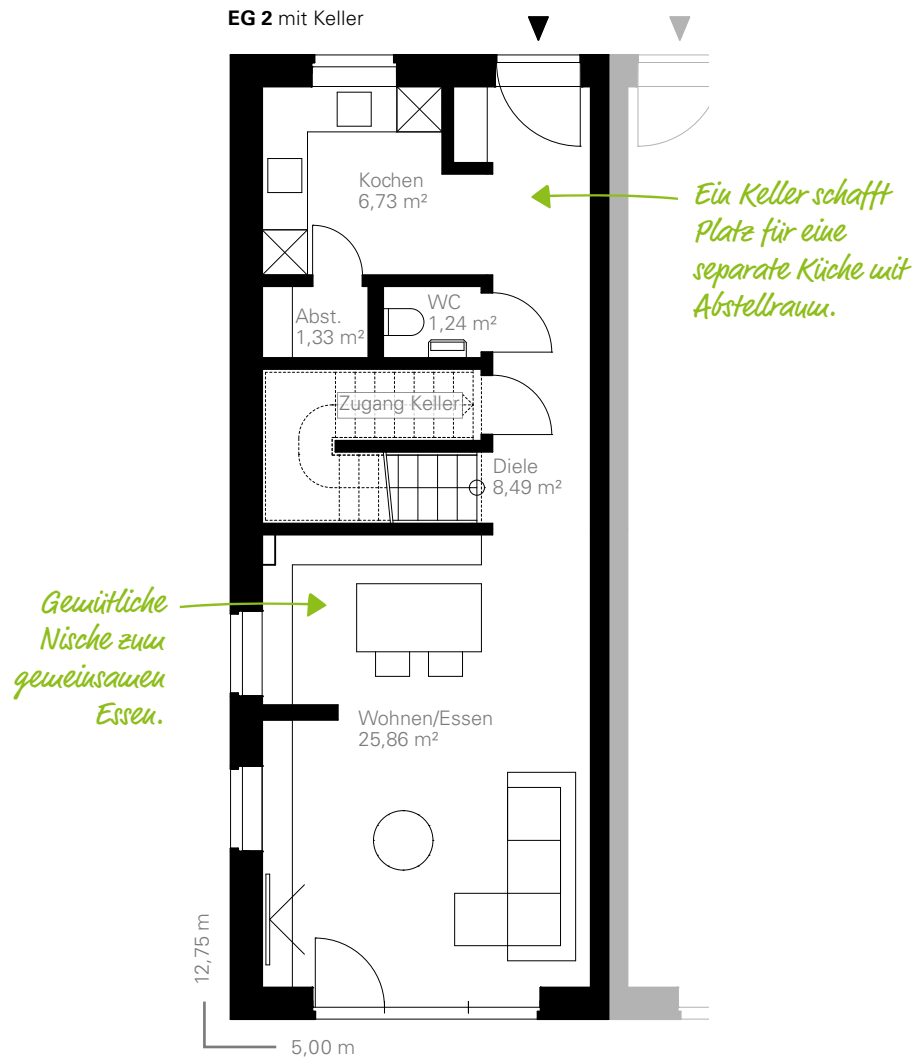 EG 2 mit Keller
Kochen
6,73 m²
Ein Keller schafft
Platz für eine
separate Küche mit
Abstellraum.
Abst.
1,33 m²
WC
1,24 m²
Zugang Keller
Diele
8,49 m²
Gemütliche
Nische zum
gemeinsamen
Essen.
Wohnen/Essen
25,86 m²
12,75 m
5,00 m